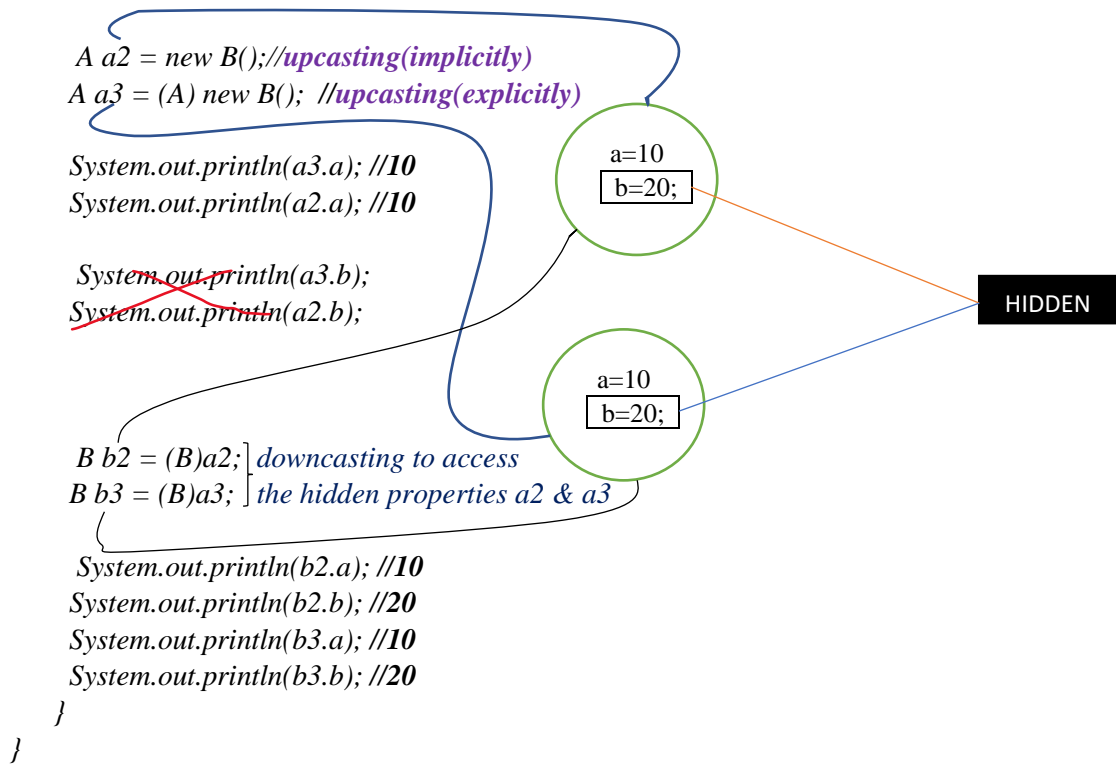 A a2 = new B();//upcasting(implicitly)
A a3 = (A) new B(); //upcasting(explicitly)
System.out.println(a3.a); //10
System.out.println(a2.a); //10
System.out.println(a3.b);
System.out.println(a2.b);
a=10
b=20;
HIDDEN
a=10
b=20;
B b2 = (B)a2; downcasting to access
B b3 = (B)a3; the hidden properties a2 & a3
System.out.println(b2.a); //10
System.out.println(b2.b); //20
System.out.println(b3.a); //10
System.out.println(b3.b); //20
}
}